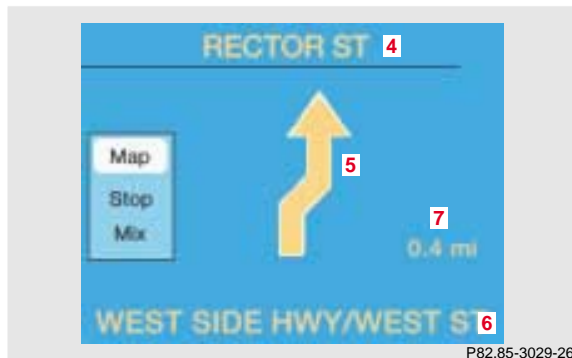 RECTOR ST 4
5
Map
Stop
Mix
7
0.4 mi
WEST SIDE HWY/WEST ST 6
P82.85-3029-26